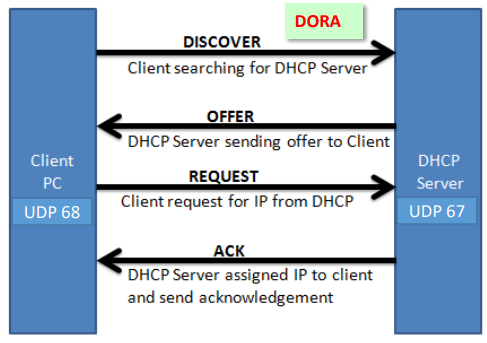 DORA
DISCOVER
Client searching for DHCP Server
OFFER
DHCP Server sending offer to Client
Client
PC
UDP 68
REQUEST
Client request for IP from DHCP
DHCP
Server
UDP 67
ACK
DHCP Server assigned IP to client
and send acknowledgement